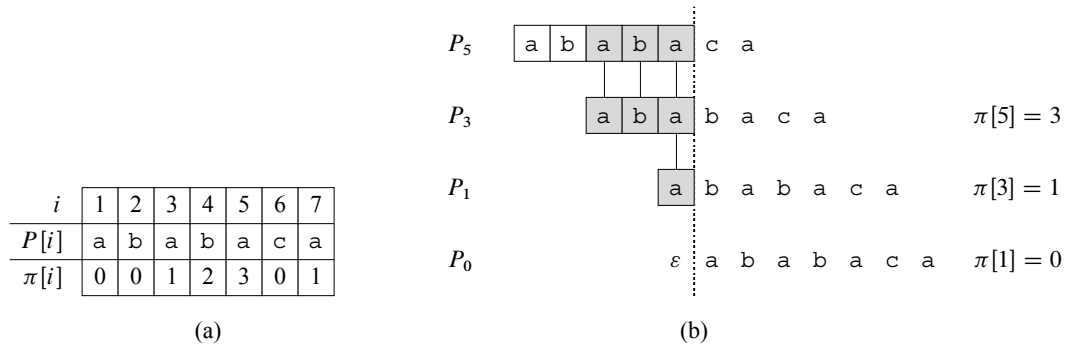 i 1 2 3 4 5 6 7
P[i] a b a b a c a
π[i] 0 0 1 2 3 0 1
(a)
P5 a b a b a c a
P3 a b a b a c a π[5] = 3
P1 a b a b a c a π[3] = 1
P0 ε a b a b a c a π[1] = 0
(b)